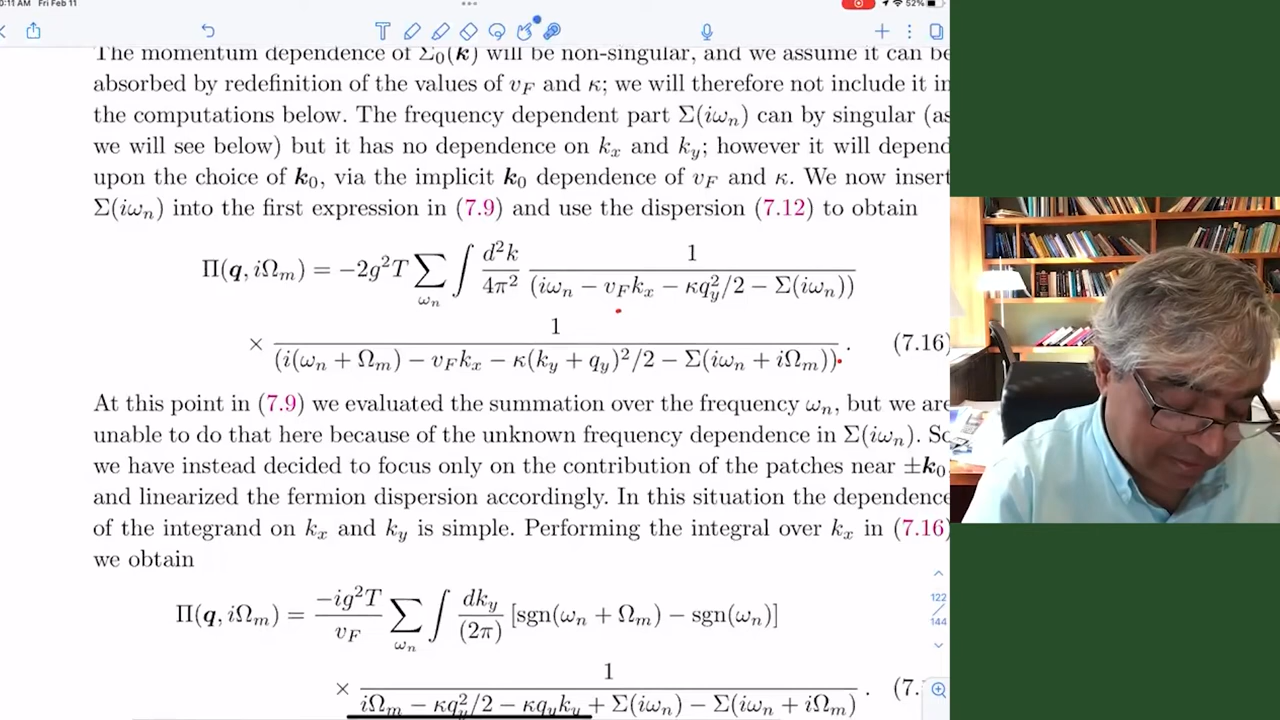 0:11 AM Fri Feb 11
52%
The momentum dependence of Σ₀(k) will be non-singular, and we assume it can be
absorbed by redefinition of the values of v_F and κ; we will therefore not include it in
the computations below. The frequency dependent part Σ(iω_n) can by singular (as
we will see below) but it has no dependence on k_x and k_y; however it will depend
upon the choice of k₀, via the implicit k₀ dependence of v_F and κ. We now insert
Σ(iω_n) into the first expression in (7.9) and use the dispersion (7.12) to obtain
Π(q, iΩ_m) = −2g²T ∑_{ω_n} ∫ d²k/4π² 1/(iω_n − v_F k_x − κq_y²/2 − Σ(iω_n))
× 1/(i(ω_n + Ω_m) − v_F k_x − κ(k_y + q_y)²/2 − Σ(iω_n + iΩ_m)) . (7.16)
At this point in (7.9) we evaluated the summation over the frequency ω_n, but we are
unable to do that here because of the unknown frequency dependence in Σ(iω_n). So
we have instead decided to focus only on the contribution of the patches near ±k₀
and linearized the fermion dispersion accordingly. In this situation the dependence
of the integrand on k_x and k_y is simple. Performing the integral over k_x in (7.16)
we obtain
Π(q, iΩ_m) = −ig²T/v_F ∑_{ω_n} ∫ dk_y/(2π) [sgn(ω_n + Ω_m) − sgn(ω_n)]
× 1/(iΩ_m − κq_y²/2 − κq_y k_y + Σ(iω_n) − Σ(iω_n + iΩ_m)) . (7.
122
144